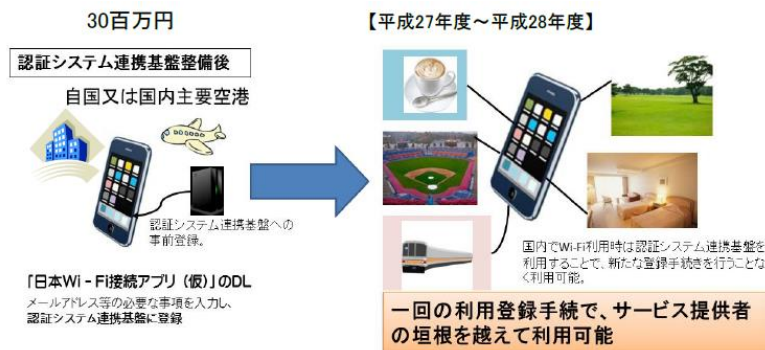 30百万円
【平成27年度～平成28年度】
認証システム連携基盤整備後
自国又は国内主要空港
認証システム連携基盤への
事前登録。
「日本Wi－Fi接続アプリ（仮）」のDL
メールアドレス等の必要な事項を入力し、
認証システム連携基盤に登録
国内でWi-Fi利用時は認証システム連携基盤を
利用することで、新たな登録手続きを行うことな
く利用可能。
一回の利用登録手続で、サービス提供者
の垣根を越えて利用可能